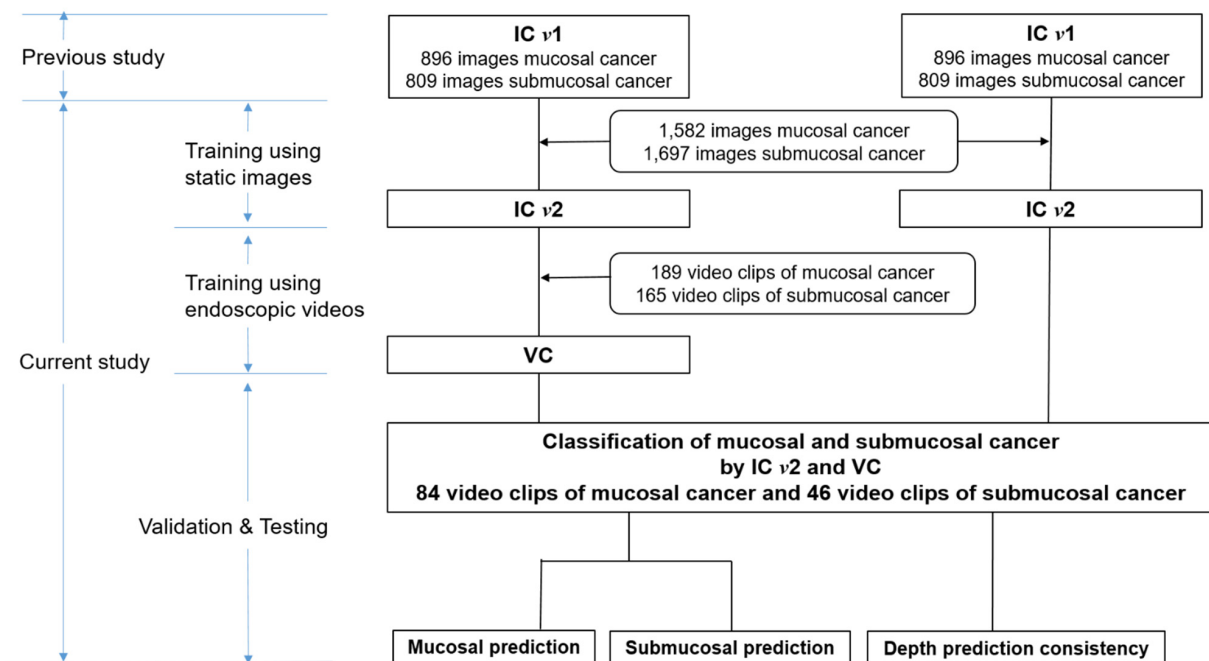 Previous study
IC v1
896 images mucosal cancer
809 images submucosal cancer
IC v1
896 images mucosal cancer
809 images submucosal cancer
Training using
static images
1,582 images mucosal cancer
1,697 images submucosal cancer
IC v2
IC v2
Training using
endoscopic videos
189 video clips of mucosal cancer
165 video clips of submucosal cancer
Current study
VC
Classification of mucosal and submucosal cancer
by IC v2 and VC
84 video clips of mucosal cancer and 46 video clips of submucosal cancer
Validation & Testing
Mucosal prediction
Submucosal prediction
Depth prediction consistency